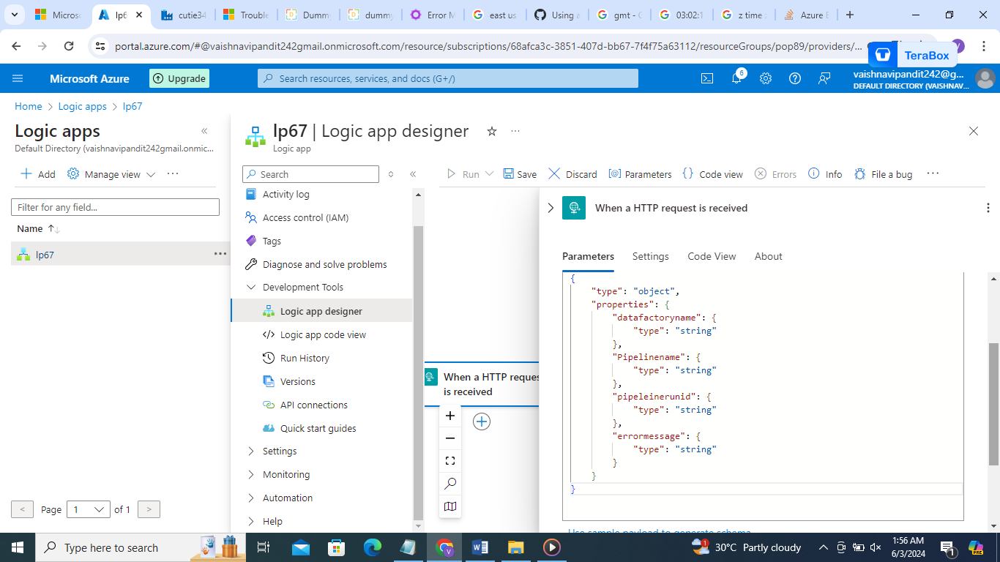 Microso
lp6
cutie34
Trouble
Dummy
dummy
Error M
east us
Using a
gmt - G
03:02:1
z time z
Azure E
portal.azure.com/#@vaishnavipandit242gmail.onmicrosoft.com/resource/subscriptions/68afca3c-3851-407d-bb67-7f4f75a63112/resourceGroups/pop89/providers/...
TeraBox
Microsoft Azure
Upgrade
Search resources, services, and docs (G+/)
6
vaishnavipandit242@g...
DEFAULT DIRECTORY (VAISHNAV...
Home > Logic apps > lp67
Logic apps
Default Directory (vaishnavipandit242gmail.onmic...
Add
Manage view
Filter for any field...
Name
lp67
Page 1 of 1
lp67 | Logic app designer
Logic app
Search
Activity log
Access control (IAM)
Tags
Diagnose and solve problems
Development Tools
Logic app designer
Logic app code view
Run History
Versions
API connections
Quick start guides
Settings
Monitoring
Automation
Help
Run
Save
Discard
Parameters
Code view
Errors
Info
File a bug
When a HTTP reques
is received
When a HTTP request is received
Parameters
Settings
Code View
About
{
"type": "object",
"properties": {
"datafactoryname": {
"type": "string"
},
"Pipelinename": {
"type": "string"
},
"pipeleinerunid": {
"type": "string"
},
"errormessage": {
"type": "string"
}
}
}
Use sample payload to generate schema
Type here to search
1
30°C Partly cloudy
1:56 AM
6/3/2024
1
PRE